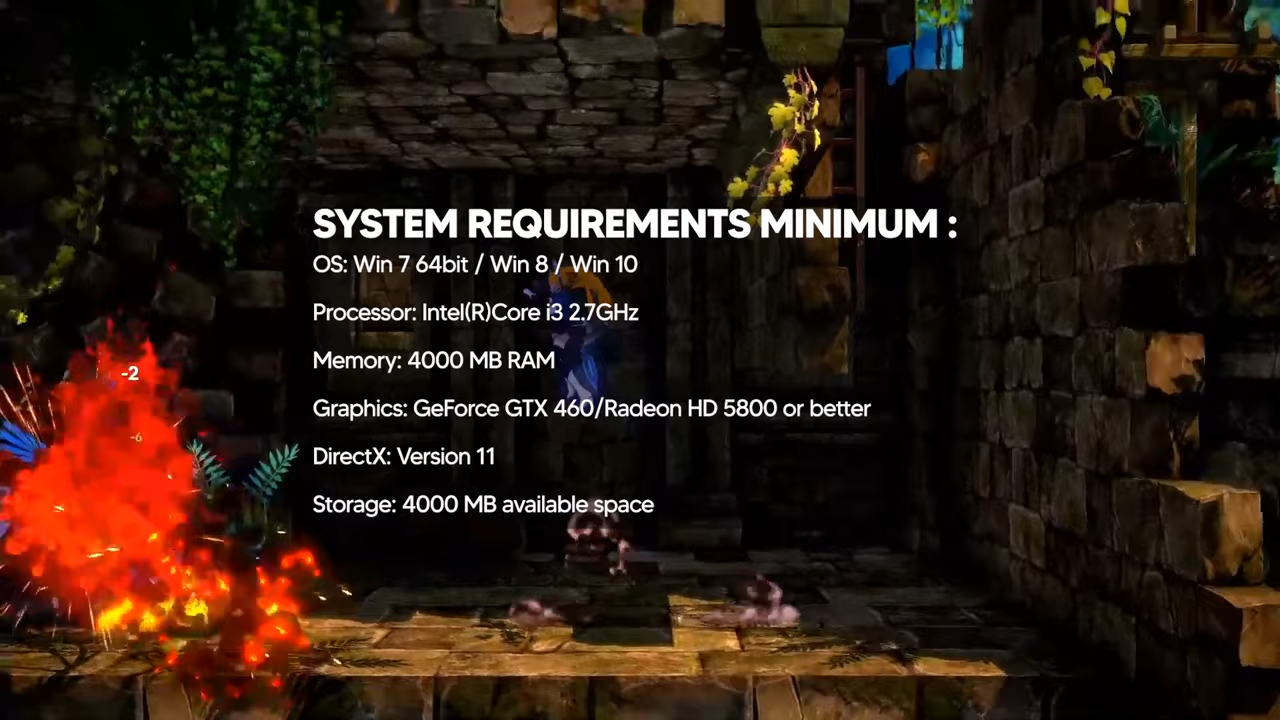 SYSTEM REQUIREMENTS MINIMUM :
OS: Win 7 64bit / Win 8 / Win 10
Processor: Intel(R)Core i3 2.7GHz
Memory: 4000 MB RAM
-2
Graphics: GeForce GTX 460/Radeon HD 5800 or better
-6
DirectX: Version 11
Storage: 4000 MB available space